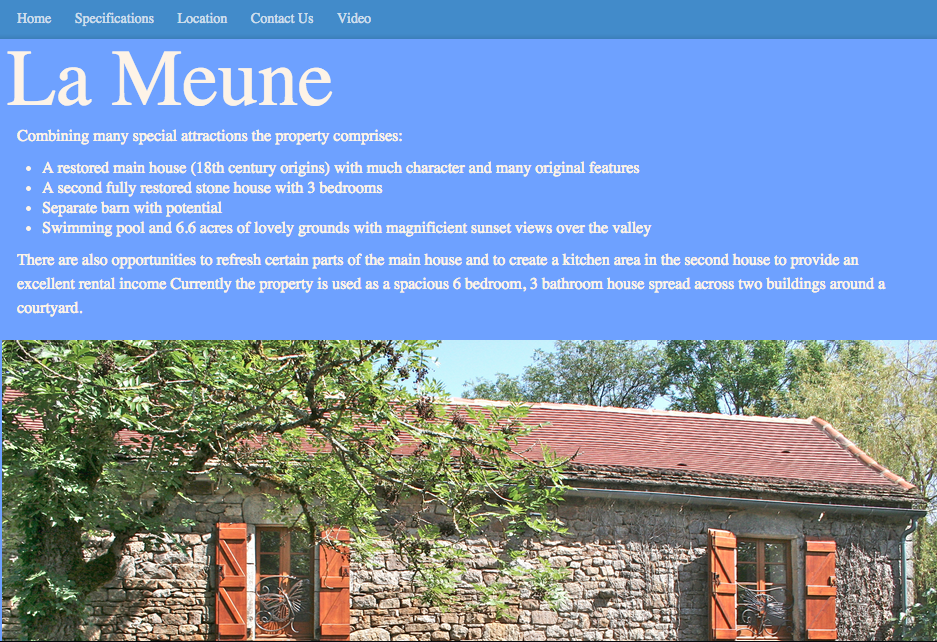 Home Specifications Location Contact Us Video
La Meune
Combining many special attractions the property comprises:
• A restored main house (18th century origins) with much character and many original features
• A second fully restored stone house with 3 bedrooms
• Separate barn with potential
• Swimming pool and 6.6 acres of lovely grounds with magnificient sunset views over the valley
There are also opportunities to refresh certain parts of the main house and to create a kitchen area in the second house to provide an
excellent rental income Currently the property is used as a spacious 6 bedroom, 3 bathroom house spread across two buildings around a
courtyard.